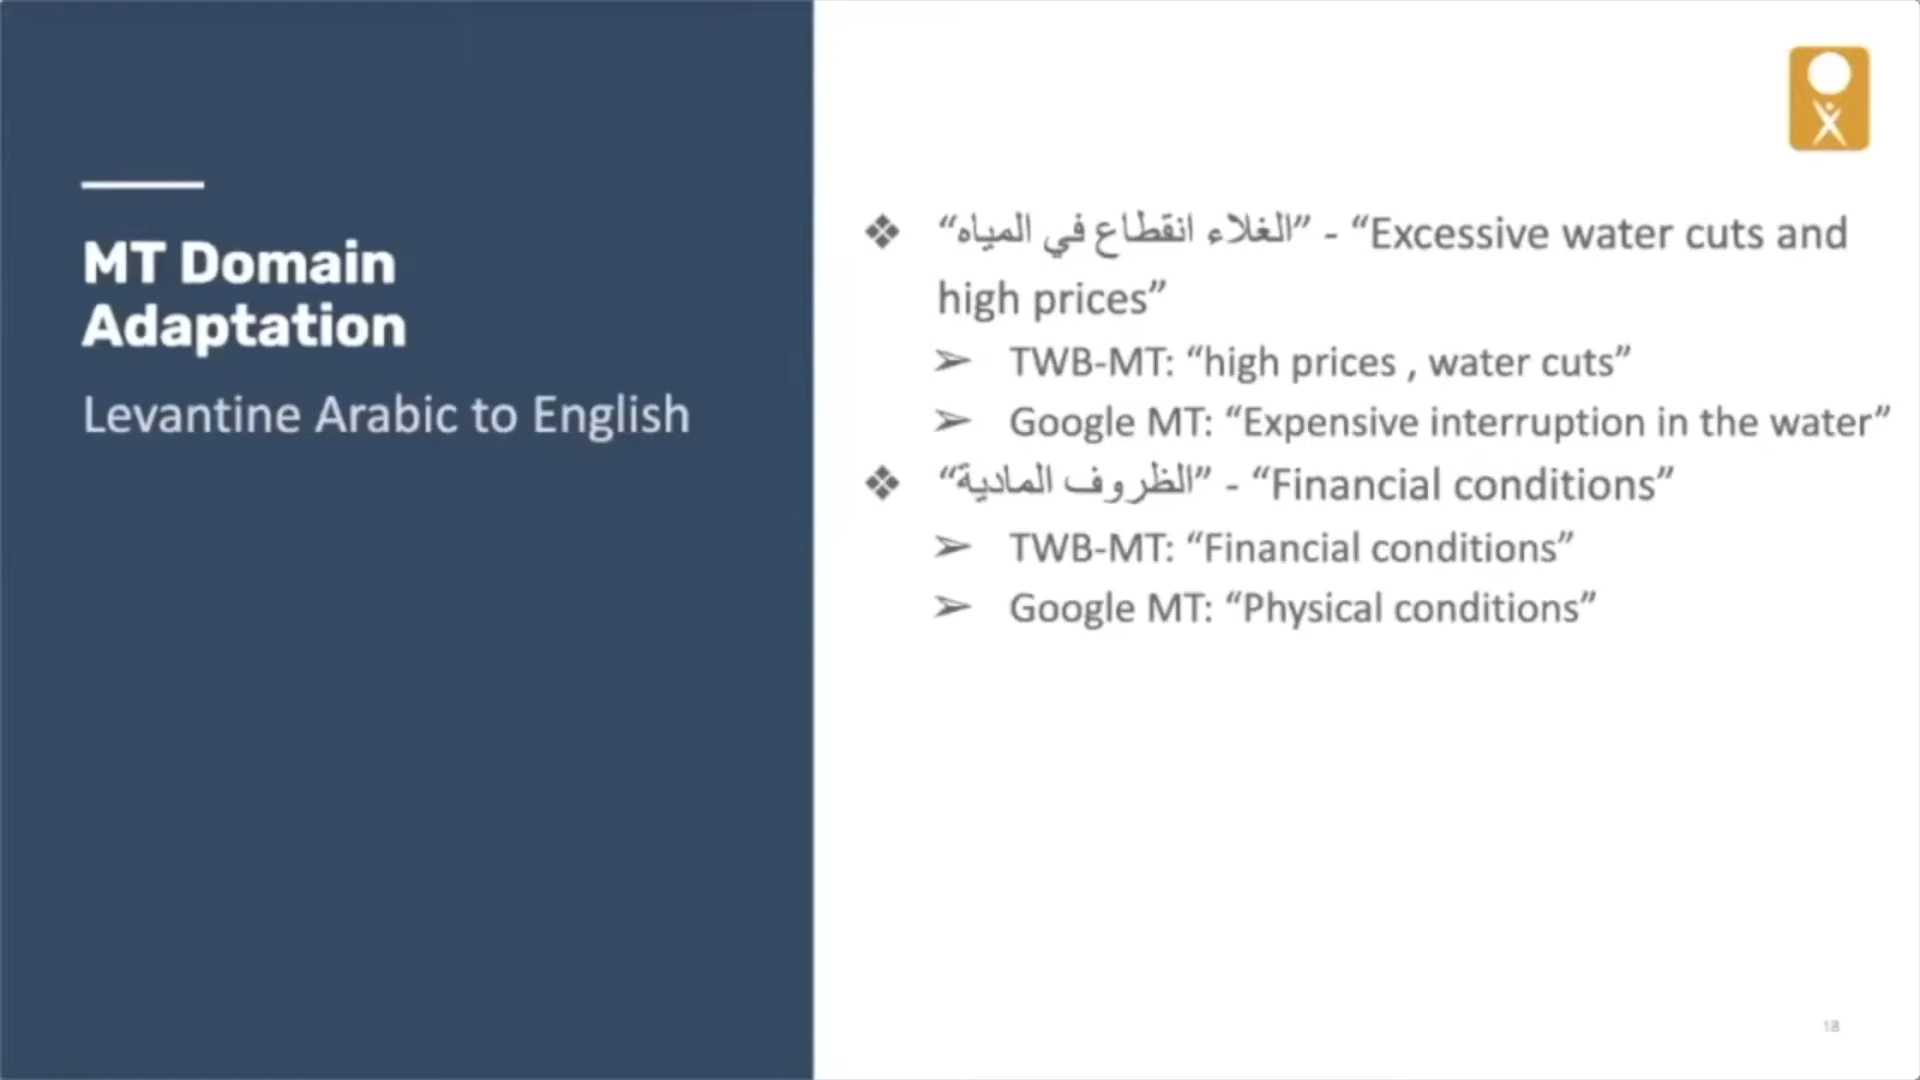 MT Domain
Adaptation
Levantine Arabic to English
❖ “الغلاء انقطاع في المياه” - “Excessive water cuts and
high prices”
➢ TWB-MT: “high prices , water cuts”
➢ Google MT: “Expensive interruption in the water”
❖ “الظروف المادية” - “Financial conditions”
➢ TWB-MT: “Financial conditions”
➢ Google MT: “Physical conditions”
18